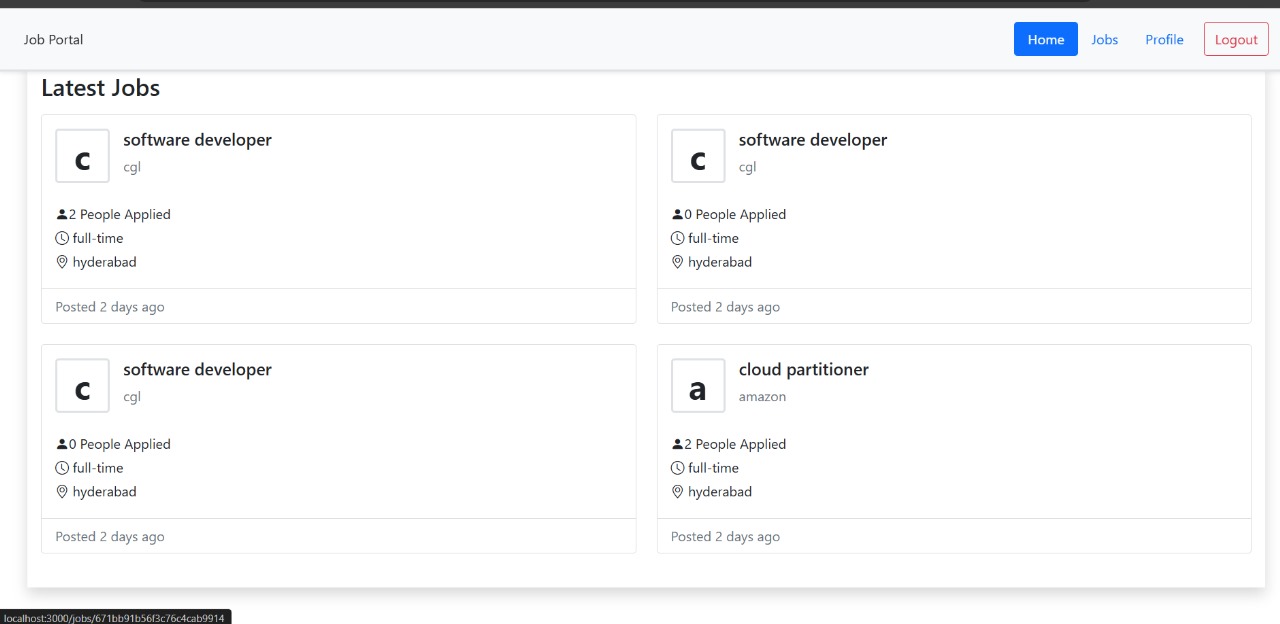 Job Portal
Home
Jobs
Profile
Logout
Latest Jobs
c
software developer
cgl
2 People Applied
full-time
hyderabad
Posted 2 days ago
c
software developer
cgl
0 People Applied
full-time
hyderabad
Posted 2 days ago
c
software developer
cgl
0 People Applied
full-time
hyderabad
Posted 2 days ago
a
cloud partitioner
amazon
2 People Applied
full-time
hyderabad
Posted 2 days ago
localhost:3000/jobs/671bb91b56f3c76c4cab9914